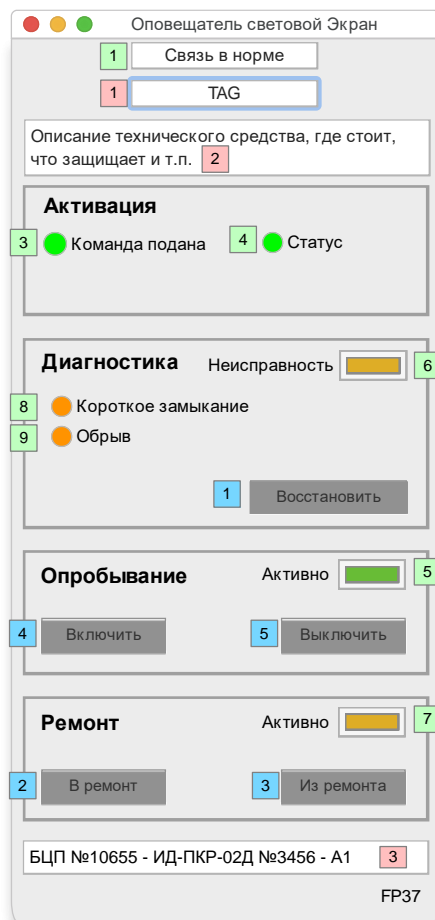 Оповещатель световой Экран
1 Связь в норме
1 TAG
Описание технического средства, где стоит,
что защищает и т.п. 2
Активация
3 Команда подана 4 Статус
Диагностика Неисправность 6
8 Короткое замыкание
9 Обрыв
1 Восстановить
Опробывание Активно 5
4 Включить 5 Выключить
Ремонт Активно 7
2 В ремонт 3 Из ремонта
БЦП №10655 - ИД-ПКР-02Д №3456 - А1 3
FP37